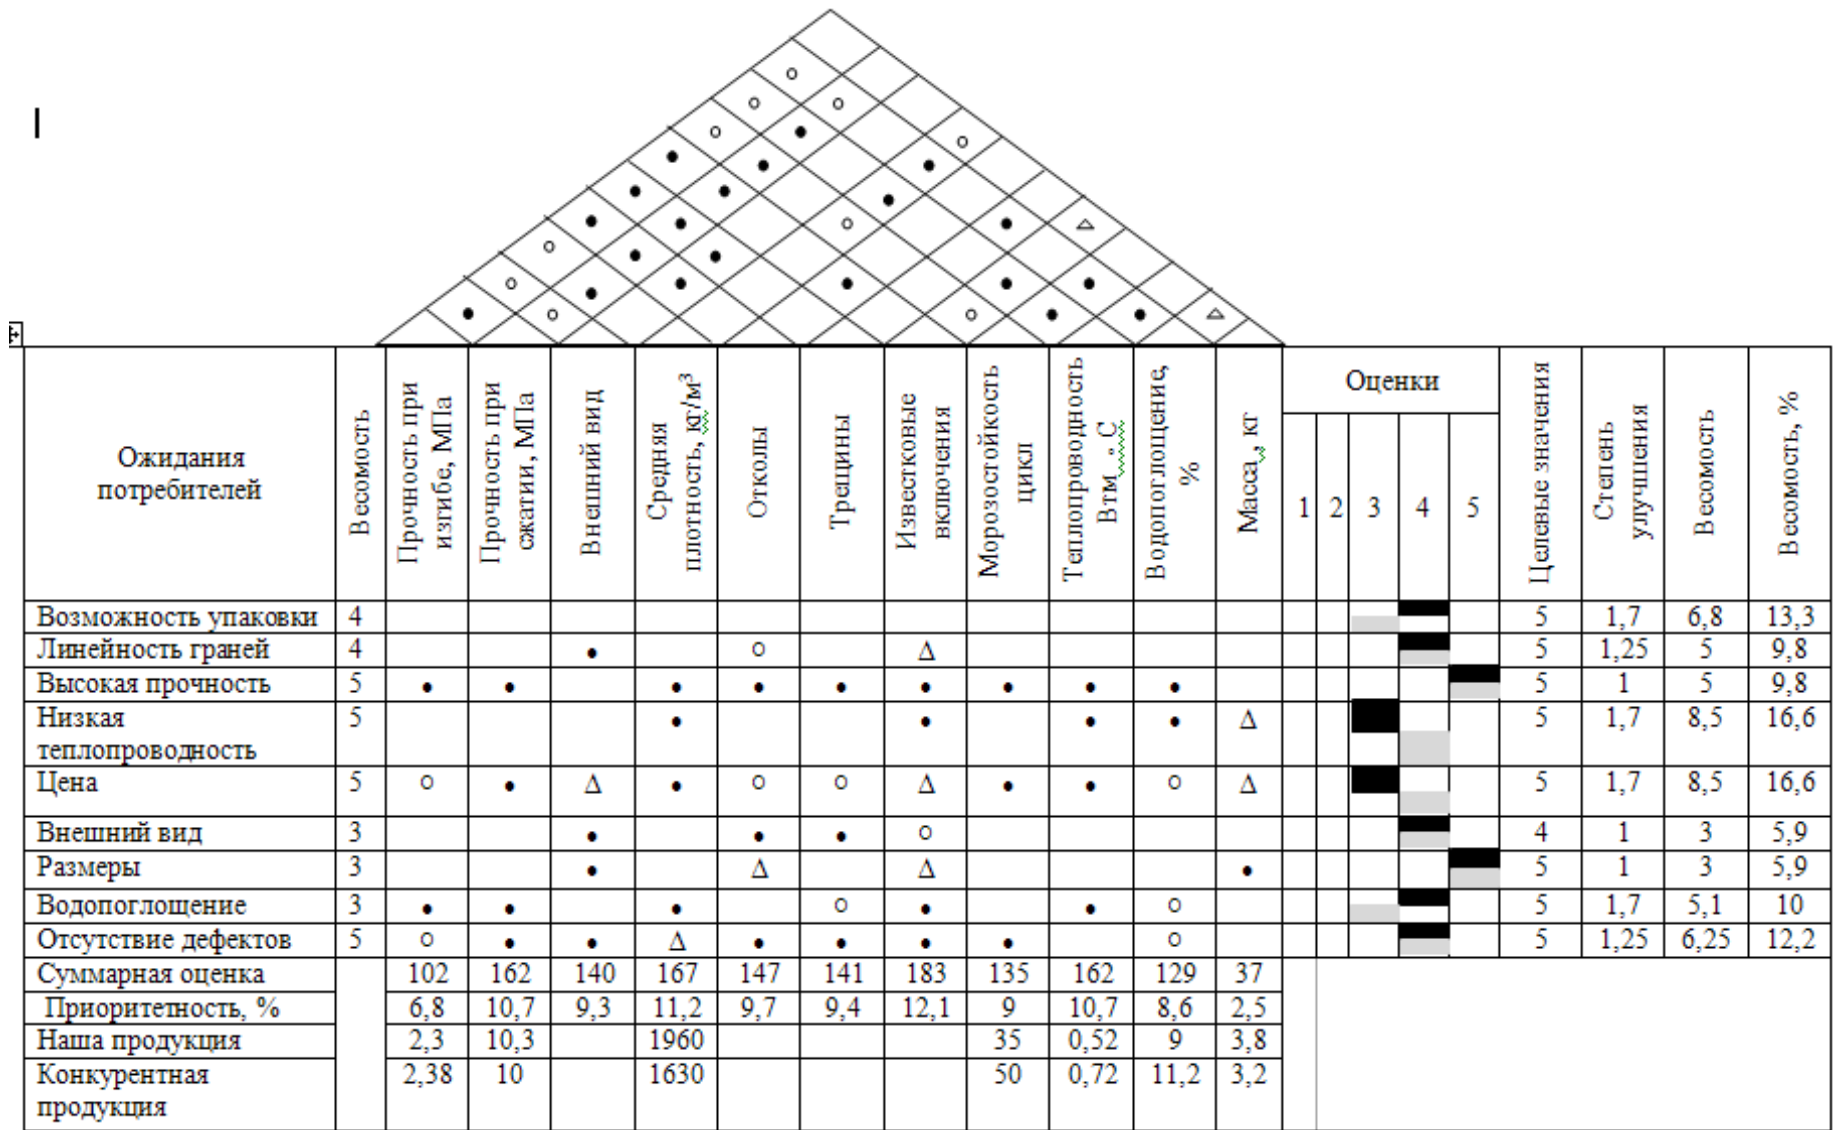 Ожидания
потребителей
Весомость
Прочность при
изгибе, МПа
Прочность при
сжатии, МПа
Внешний вид
Средняя
плотность, кг/м³
Отколы
Трещины
Известковые
включения
Морозостойкость
цикл
Теплопроводность
Втм °С
Водопоглощение,
%
Масса, кг
Оценки
1 2 3 4 5
Целевые значения
Степень
улучшения
Весомость
Весомость, %
Возможность упаковки 4 5 1,7 6,8 13,3
Линейность граней 4 • ○ Δ 5 1,25 5 9,8
Высокая прочность 5 • • • • • • • • • 5 1 5 9,8
Низкая
теплопроводность 5 • • • • Δ 5 1,7 8,5 16,6
Цена 5 ○ • Δ • ○ ○ Δ • • ○ Δ 5 1,7 8,5 16,6
Внешний вид 3 • • • ○ 4 1 3 5,9
Размеры 3 • Δ Δ • 5 1 3 5,9
Водопоглощение 3 • • • ○ • • ○ 5 1,7 5,1 10
Отсутствие дефектов 5 ○ • • Δ • • • • ○ 5 1,25 6,25 12,2
Суммарная оценка 102 162 140 167 147 141 183 135 162 129 37
Приоритетность, % 6,8 10,7 9,3 11,2 9,7 9,4 12,1 9 10,7 8,6 2,5
Наша продукция 2,3 10,3 1960 35 0,52 9 3,8
Конкурентная
продукция 2,38 10 1630 50 0,72 11,2 3,2